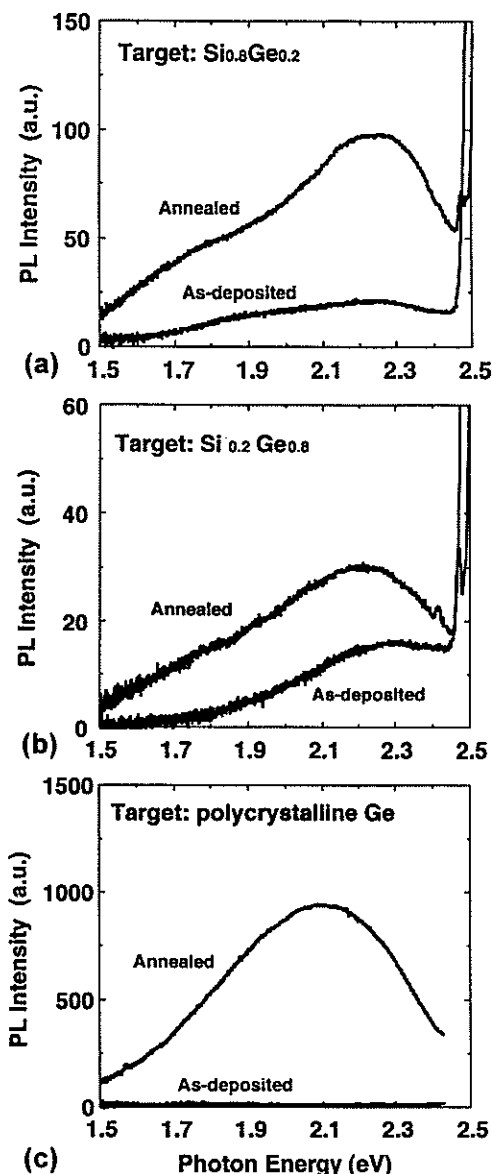 150
Target: Si0.8Ge0.2
100
PL Intensity (a.u.)
Annealed
50
As-deposited
0
(a)
1.5 1.7 1.9 2.1 2.3 2.5
60
Target: Si 0.2 Ge0.8
40
PL Intensity (a.u.)
Annealed
20
As-deposited
0
(b)
1.5 1.7 1.9 2.1 2.3 2.5
1500
Target: polycrystalline Ge
1000
PL Intensity (a.u.)
Annealed
500
As-deposited
0
1.5 1.7 1.9 2.1 2.3 2.5
(c) Photon Energy (eV)